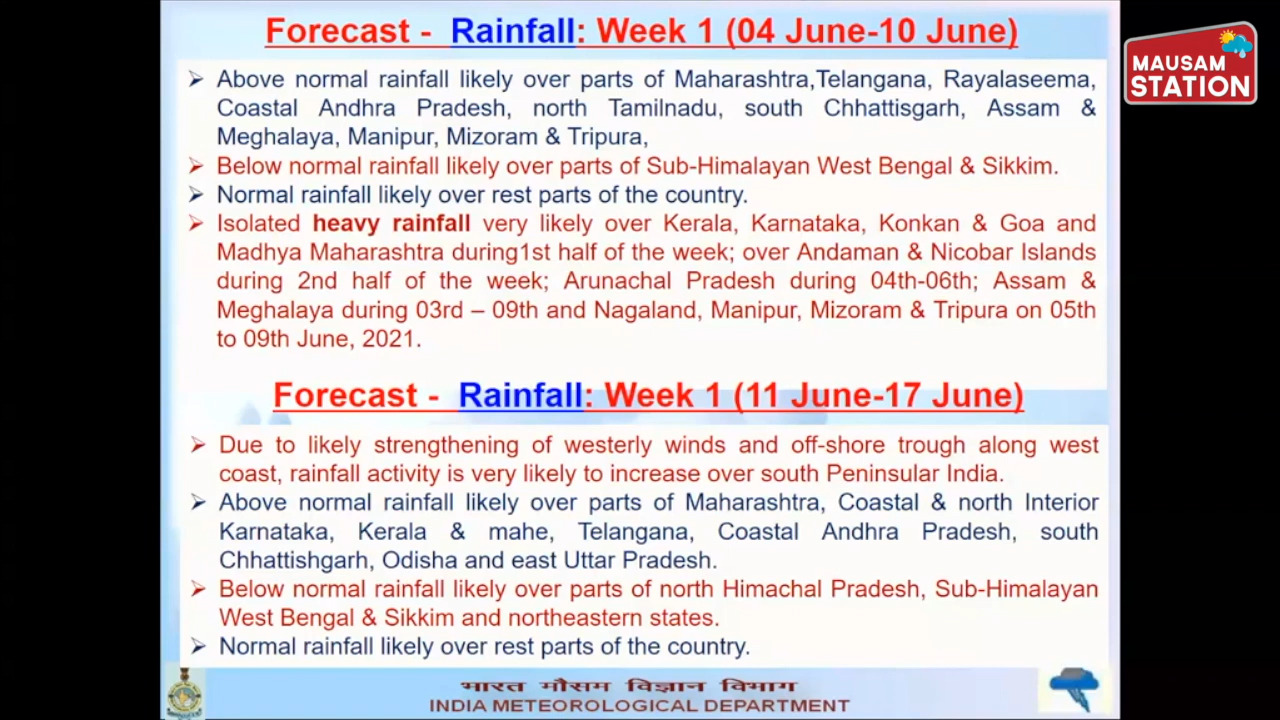 Forecast - Rainfall: Week 1 (04 June-10 June)
MAUSAM
STATION
➢ Above normal rainfall likely over parts of Maharashtra,Telangana, Rayalaseema,
Coastal Andhra Pradesh, north Tamilnadu, south Chhattisgarh, Assam &
Meghalaya, Manipur, Mizoram & Tripura,
➢ Below normal rainfall likely over parts of Sub-Himalayan West Bengal & Sikkim.
➢ Normal rainfall likely over rest parts of the country.
➢ Isolated heavy rainfall very likely over Kerala, Karnataka, Konkan & Goa and
Madhya Maharashtra during1st half of the week; over Andaman & Nicobar Islands
during 2nd half of the week; Arunachal Pradesh during 04th-06th; Assam &
Meghalaya during 03rd – 09th and Nagaland, Manipur, Mizoram & Tripura on 05th
to 09th June, 2021.
Forecast - Rainfall: Week 1 (11 June-17 June)
➢ Due to likely strengthening of westerly winds and off-shore trough along west
coast, rainfall activity is very likely to increase over south Peninsular India.
➢ Above normal rainfall likely over parts of Maharashtra, Coastal & north Interior
Karnataka, Kerala & mahe, Telangana, Coastal Andhra Pradesh, south
Chhattishgarh, Odisha and east Uttar Pradesh.
➢ Below normal rainfall likely over parts of north Himachal Pradesh, Sub-Himalayan
West Bengal & Sikkim and northeastern states.
➢ Normal rainfall likely over rest parts of the country.
भारत मौसम विज्ञान विभाग
INDIA METEOROLOGICAL DEPARTMENT